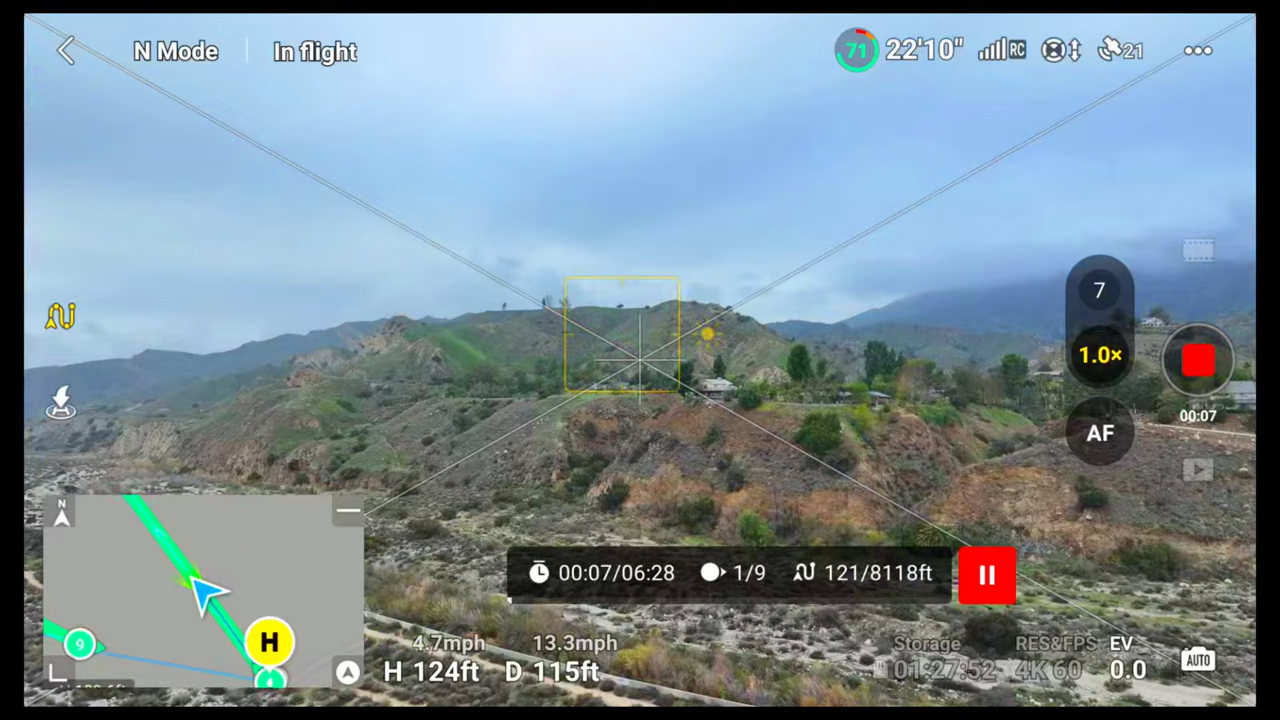 N Mode
In flight
71
22'10"
RC
21
7
1.0×
AF
00:07
N
9
H
00:07/06:28
1/9
121/8118ft
4.7mph
13.3mph
H 124ft
D 115ft
Storage
01:27:52
RES&FPS
4K 60
EV
0.0
AUTO